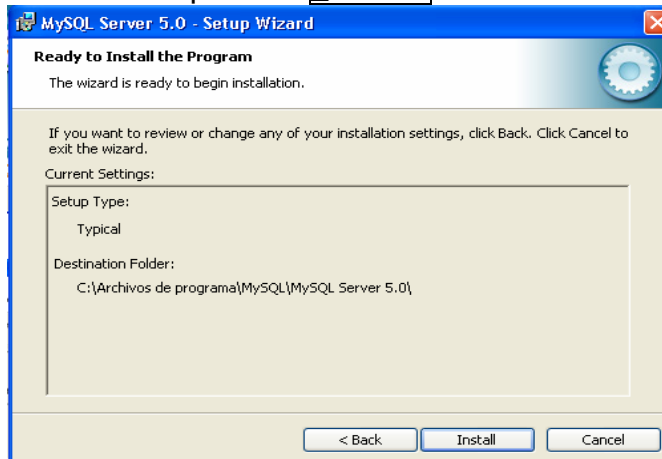 MySQL Server 5.0 - Setup Wizard
Ready to Install the Program
The wizard is ready to begin installation.
If you want to review or change any of your installation settings, click Back. Click Cancel to
exit the wizard.
Current Settings:
Setup Type:
Typical
Destination Folder:
C:\Archivos de programa\MySQL\MySQL Server 5.0\
< Back
Install
Cancel